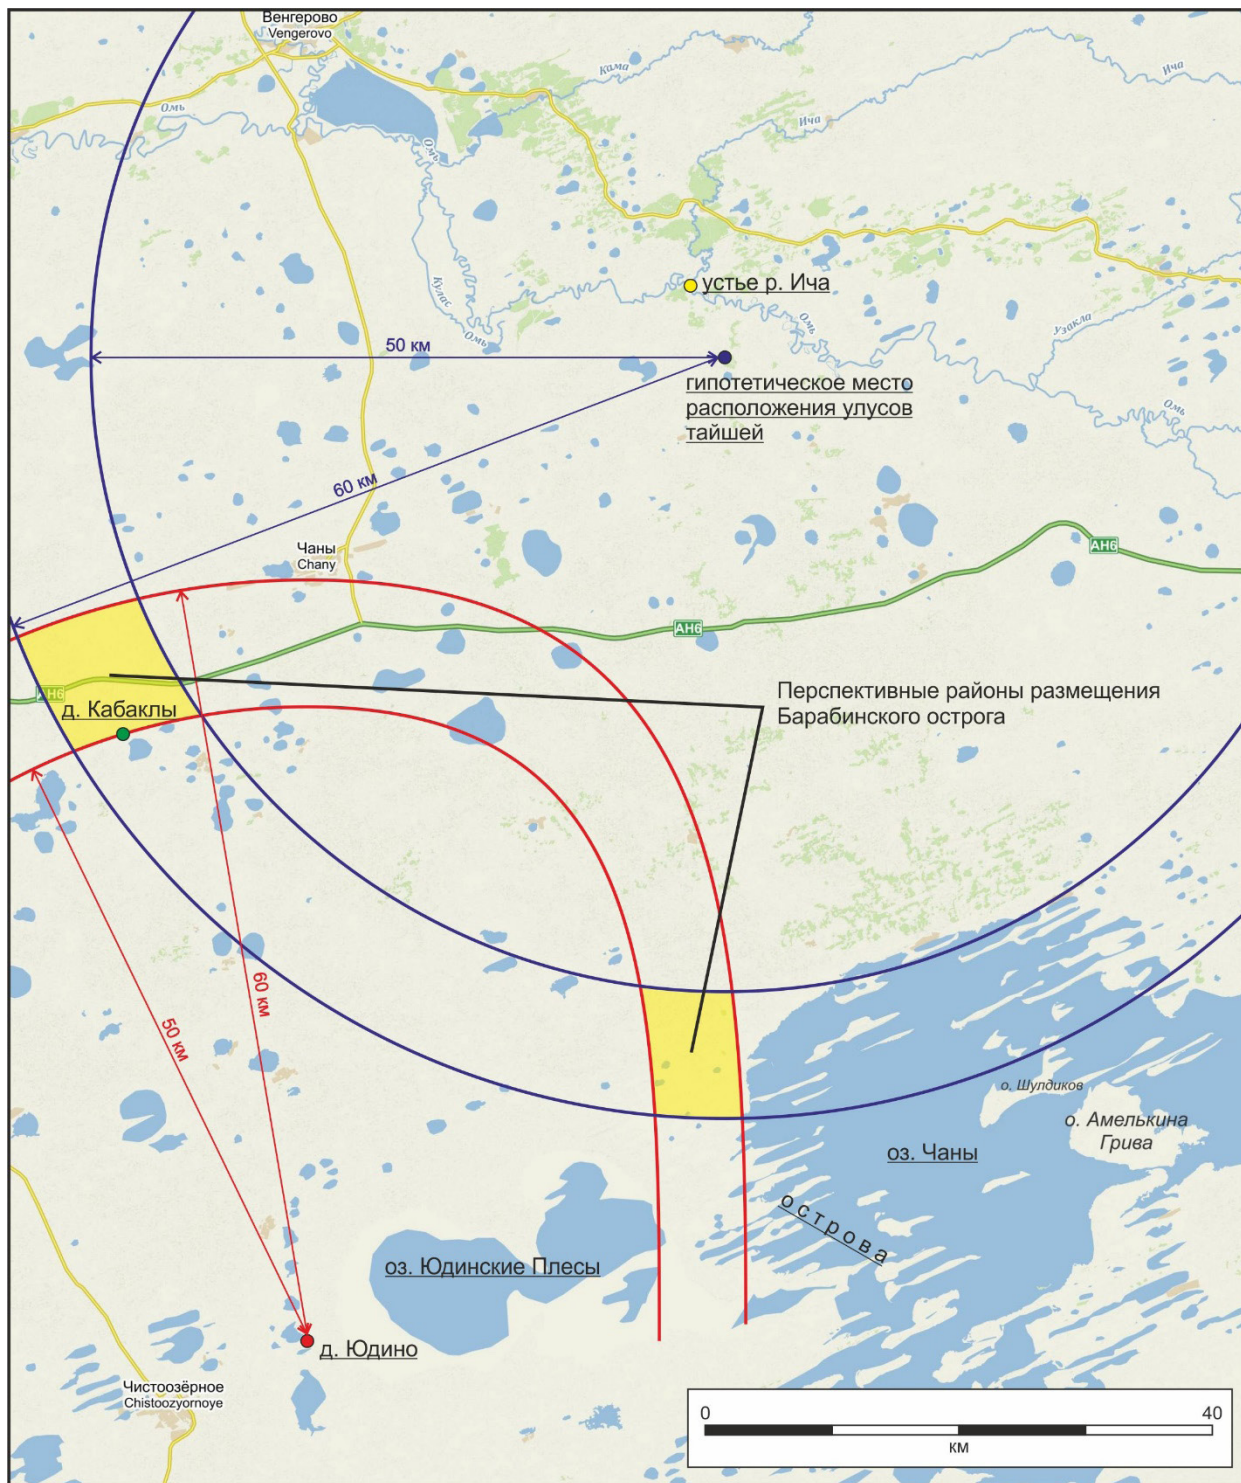 Венгерово
Vengerovo
Кама
Ича
Омь
Ича
Омь
Кулас
Омь
устье р. Ича
Омь
Узакла
50 км
гипотетическое место
расположения улусов
тайшей
Омь
60 км
Чаны
Chany
АН6
АН6
АН6
д. Кабаклы
Перспективные районы размещения
Барабинского острога
60 км
50 км
о. Шулдиков
о. Амелькина
Грива
оз. Чаны
острова
оз. Юдинские Плесы
д. Юдино
Чистоозёрное
Chistoozyornoye
0 40
км